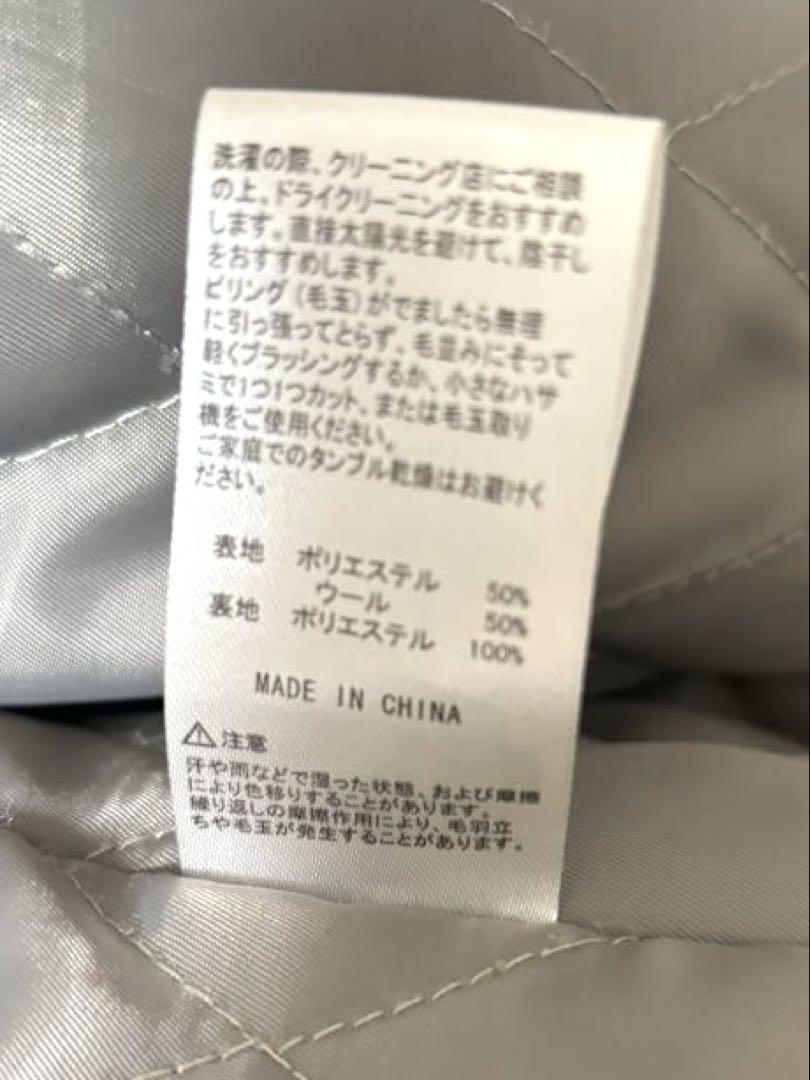 洗濯の際、クリーニング店にご相談
の上、ドライクリーニングをおすすめ
します。直接太陽光を避けて、陰干し
をおすすめします。
ピリング(毛玉)がでましたら無理
に引っ張ってとらず、毛並みにそって
軽くブラッシングするか、小さなハサ
ミで1つ1つカット、または毛玉取り
機をご使用ください。
ご家庭でのタンブル乾燥はお避けく
ださい。
表地 ポリエステル 50%
ウール 50%
裏地 ポリエステル 100%
MADE IN CHINA
⚠注意
汗や雨などで湿った状態、および摩擦
により色移りすることがあります。
繰り返しの摩擦作用により、毛羽立
ちや毛玉が発生することがあります。